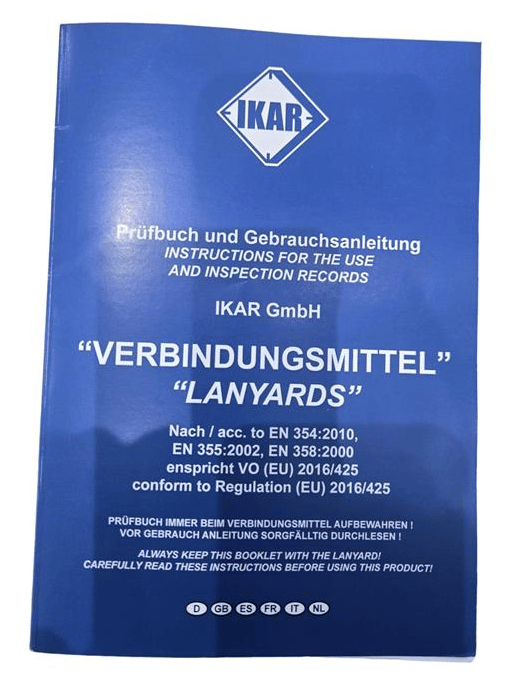 IKAR
Prüfbuch und Gebrauchsanleitung
INSTRUCTIONS FOR THE USE
AND INSPECTION RECORDS
IKAR GmbH
“VERBINDUNGSMITTEL”
“LANYARDS”
Nach / acc. to EN 354:2010,
EN 355:2002, EN 358:2000
enspricht VO (EU) 2016/425
conform to Regulation (EU) 2016/425
PRÜFBUCH IMMER BEIM VERBINDUNGSMITTEL AUFBEWAHREN !
VOR GEBRAUCH ANLEITUNG SORGFÄLLTIG DURCHLESEN !
ALWAYS KEEP THIS BOOKLET WITH THE LANYARD!
CAREFULLY READ THESE INSTRUCTIONS BEFORE USING THIS PRODUCT!
D GB ES FR IT NL